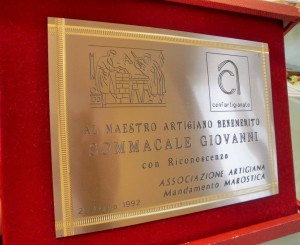 confartigianato
AL MAESTRO ARTIGIANO BENEMERITO
COMMACALE GIOVANNI
con Riconoscenza
ASSOCIAZIONE ARTIGIANA
Mandamento MAROSTICA
1992